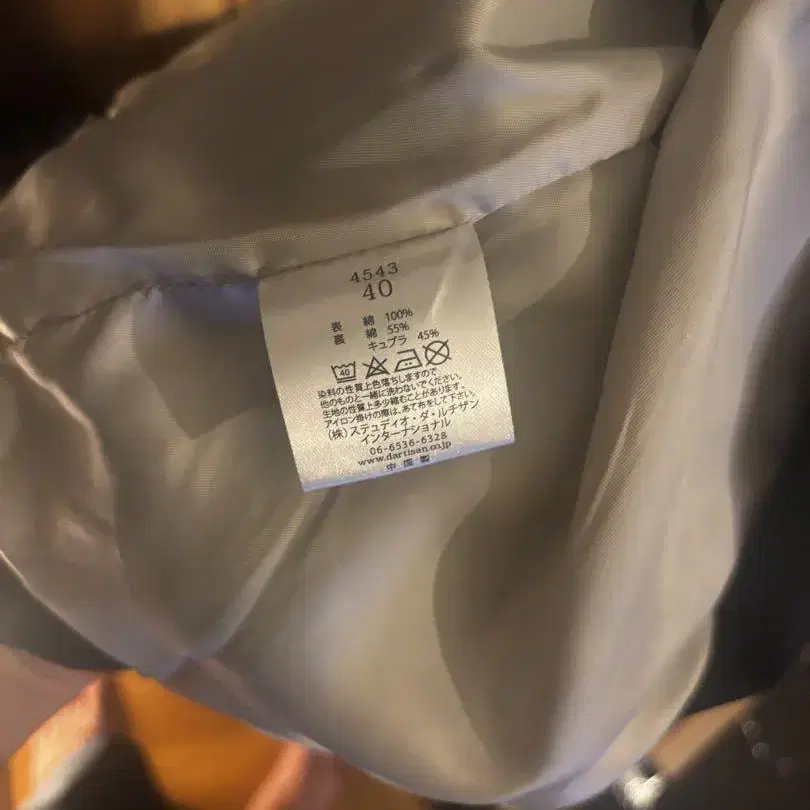 4543
40
表 綿 100%
裏 綿 55%
キュプラ 45%
40
染料の性質上色落ちしますので
他のものと一緒に洗わないでください。
生地の性質上多少縮むことがあります。
アイロン掛けの際は、あて布をして下さい。
(株)ステュディオ・ダ・ルチザン
インターナショナル
06-6536-6328
www.dartisan.co.jp
中国製